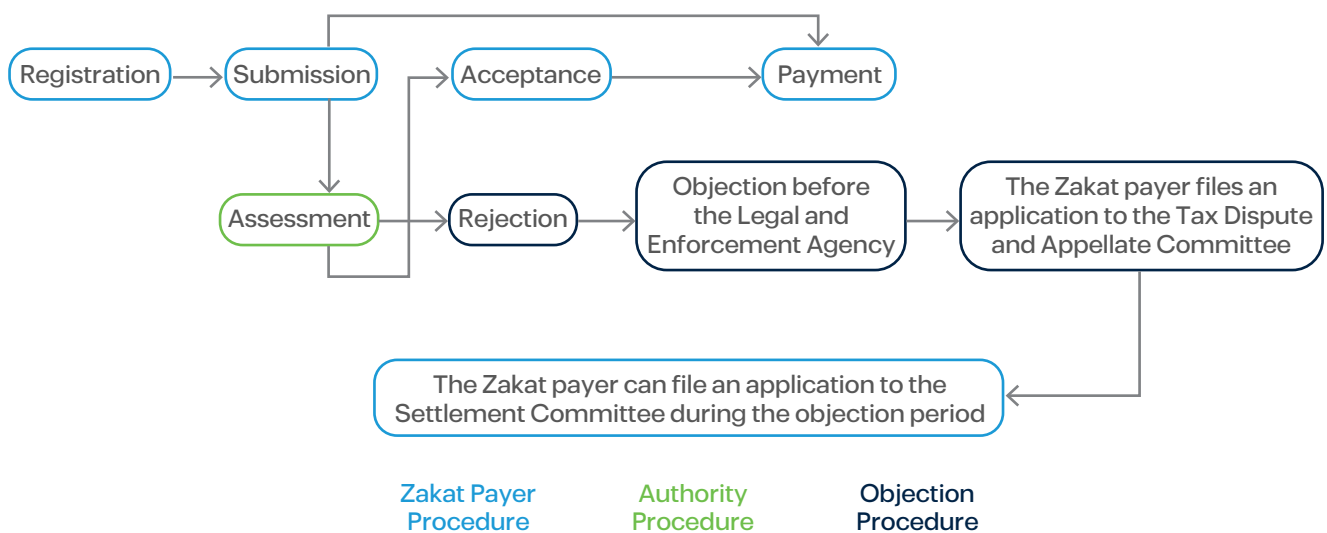 Registration
Submission
Acceptance
Payment
Assessment
Rejection
Objection before
the Legal and
Enforcement Agency
The Zakat payer files an
application to the Tax Dispute
and Appellate Committee
The Zakat payer can file an application to the
Settlement Committee during the objection period
Zakat Payer
Procedure
Authority
Procedure
Objection
Procedure